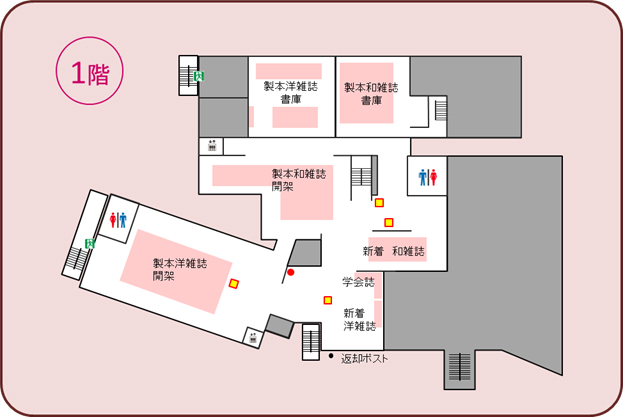 1階
製本洋雑誌
書庫
製本和雑誌
書庫
製本和雑誌
開架
新着 和雑誌
製本洋雑誌
開架
学会誌
新着
洋雑誌
返却ポスト